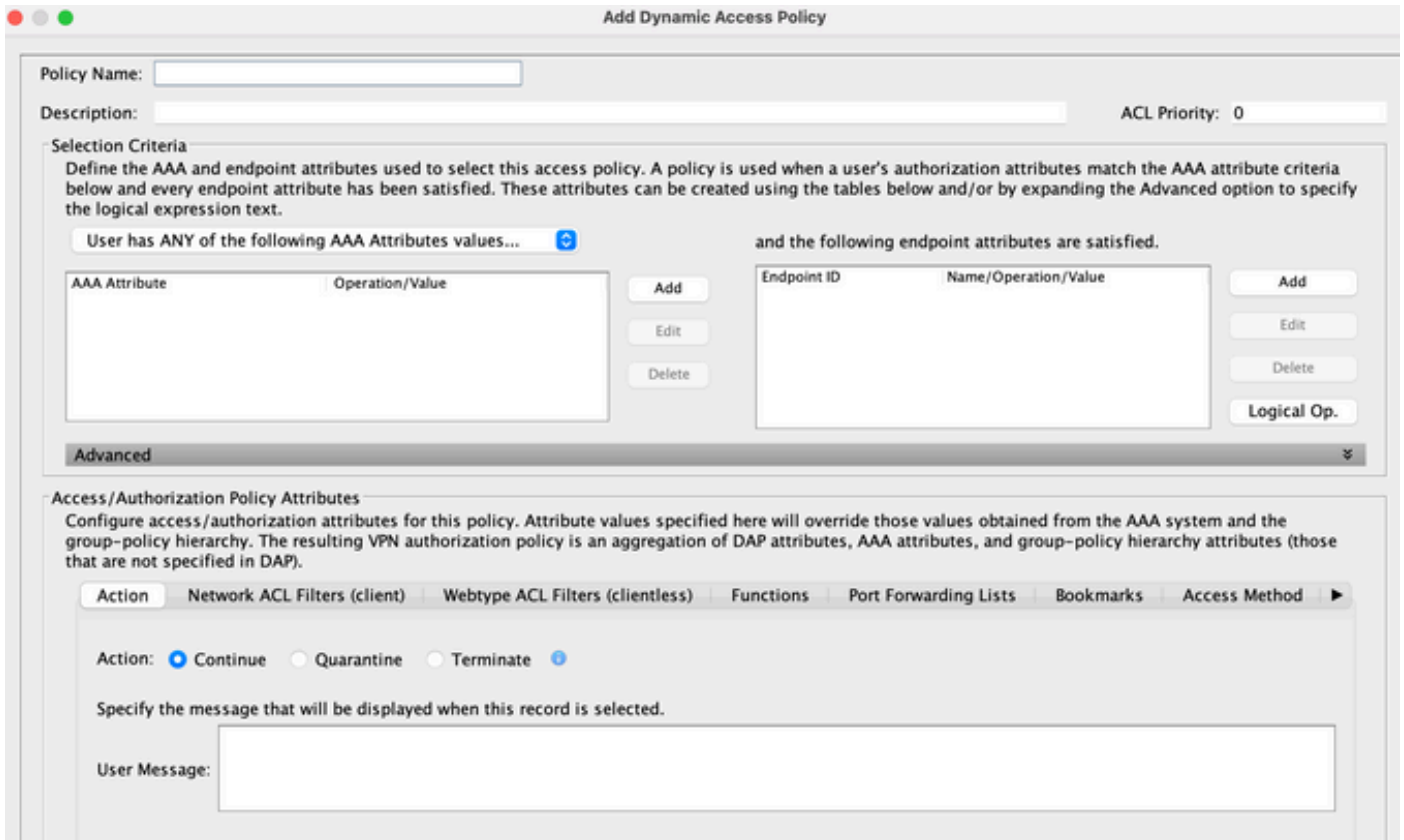 Add Dynamic Access Policy
Policy Name:
Description:
ACL Priority: 0
Selection Criteria
Define the AAA and endpoint attributes used to select this access policy. A policy is used when a user's authorization attributes match the AAA attribute criteria
below and every endpoint attribute has been satisfied. These attributes can be created using the tables below and/or by expanding the Advanced option to specify
the logical expression text.
User has ANY of the following AAA Attributes values...
and the following endpoint attributes are satisfied.
AAA Attribute Operation/Value
Add
Edit
Delete
Endpoint ID Name/Operation/Value
Add
Edit
Delete
Logical Op.
Advanced
Access/Authorization Policy Attributes
Configure access/authorization attributes for this policy. Attribute values specified here will override those values obtained from the AAA system and the
group-policy hierarchy. The resulting VPN authorization policy is an aggregation of DAP attributes, AAA attributes, and group-policy hierarchy attributes (those
that are not specified in DAP).
Action Network ACL Filters (client) Webtype ACL Filters (clientless) Functions Port Forwarding Lists Bookmarks Access Method
Action: Continue Quarantine Terminate
Specify the message that will be displayed when this record is selected.
User Message: